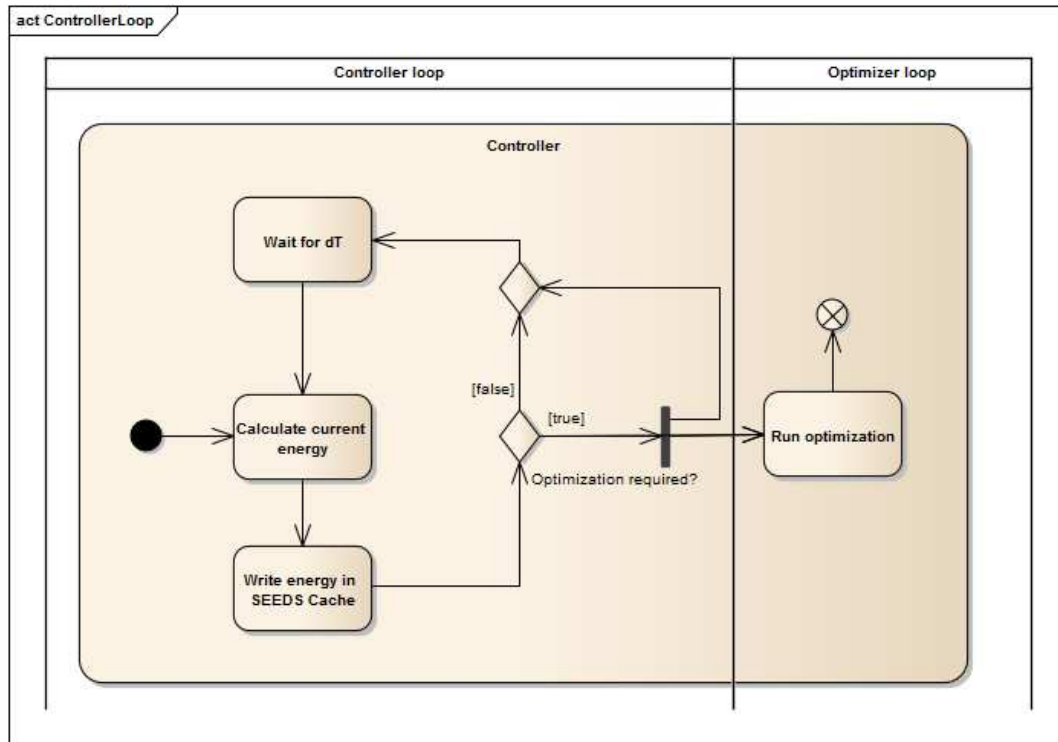 act ControllerLoop
Controller loop
Optimizer loop
Controller
Wait for dT
[false]
[true]
Calculate current
energy
Run optimization
Optimization required?
Write energy in
SEEDS Cache